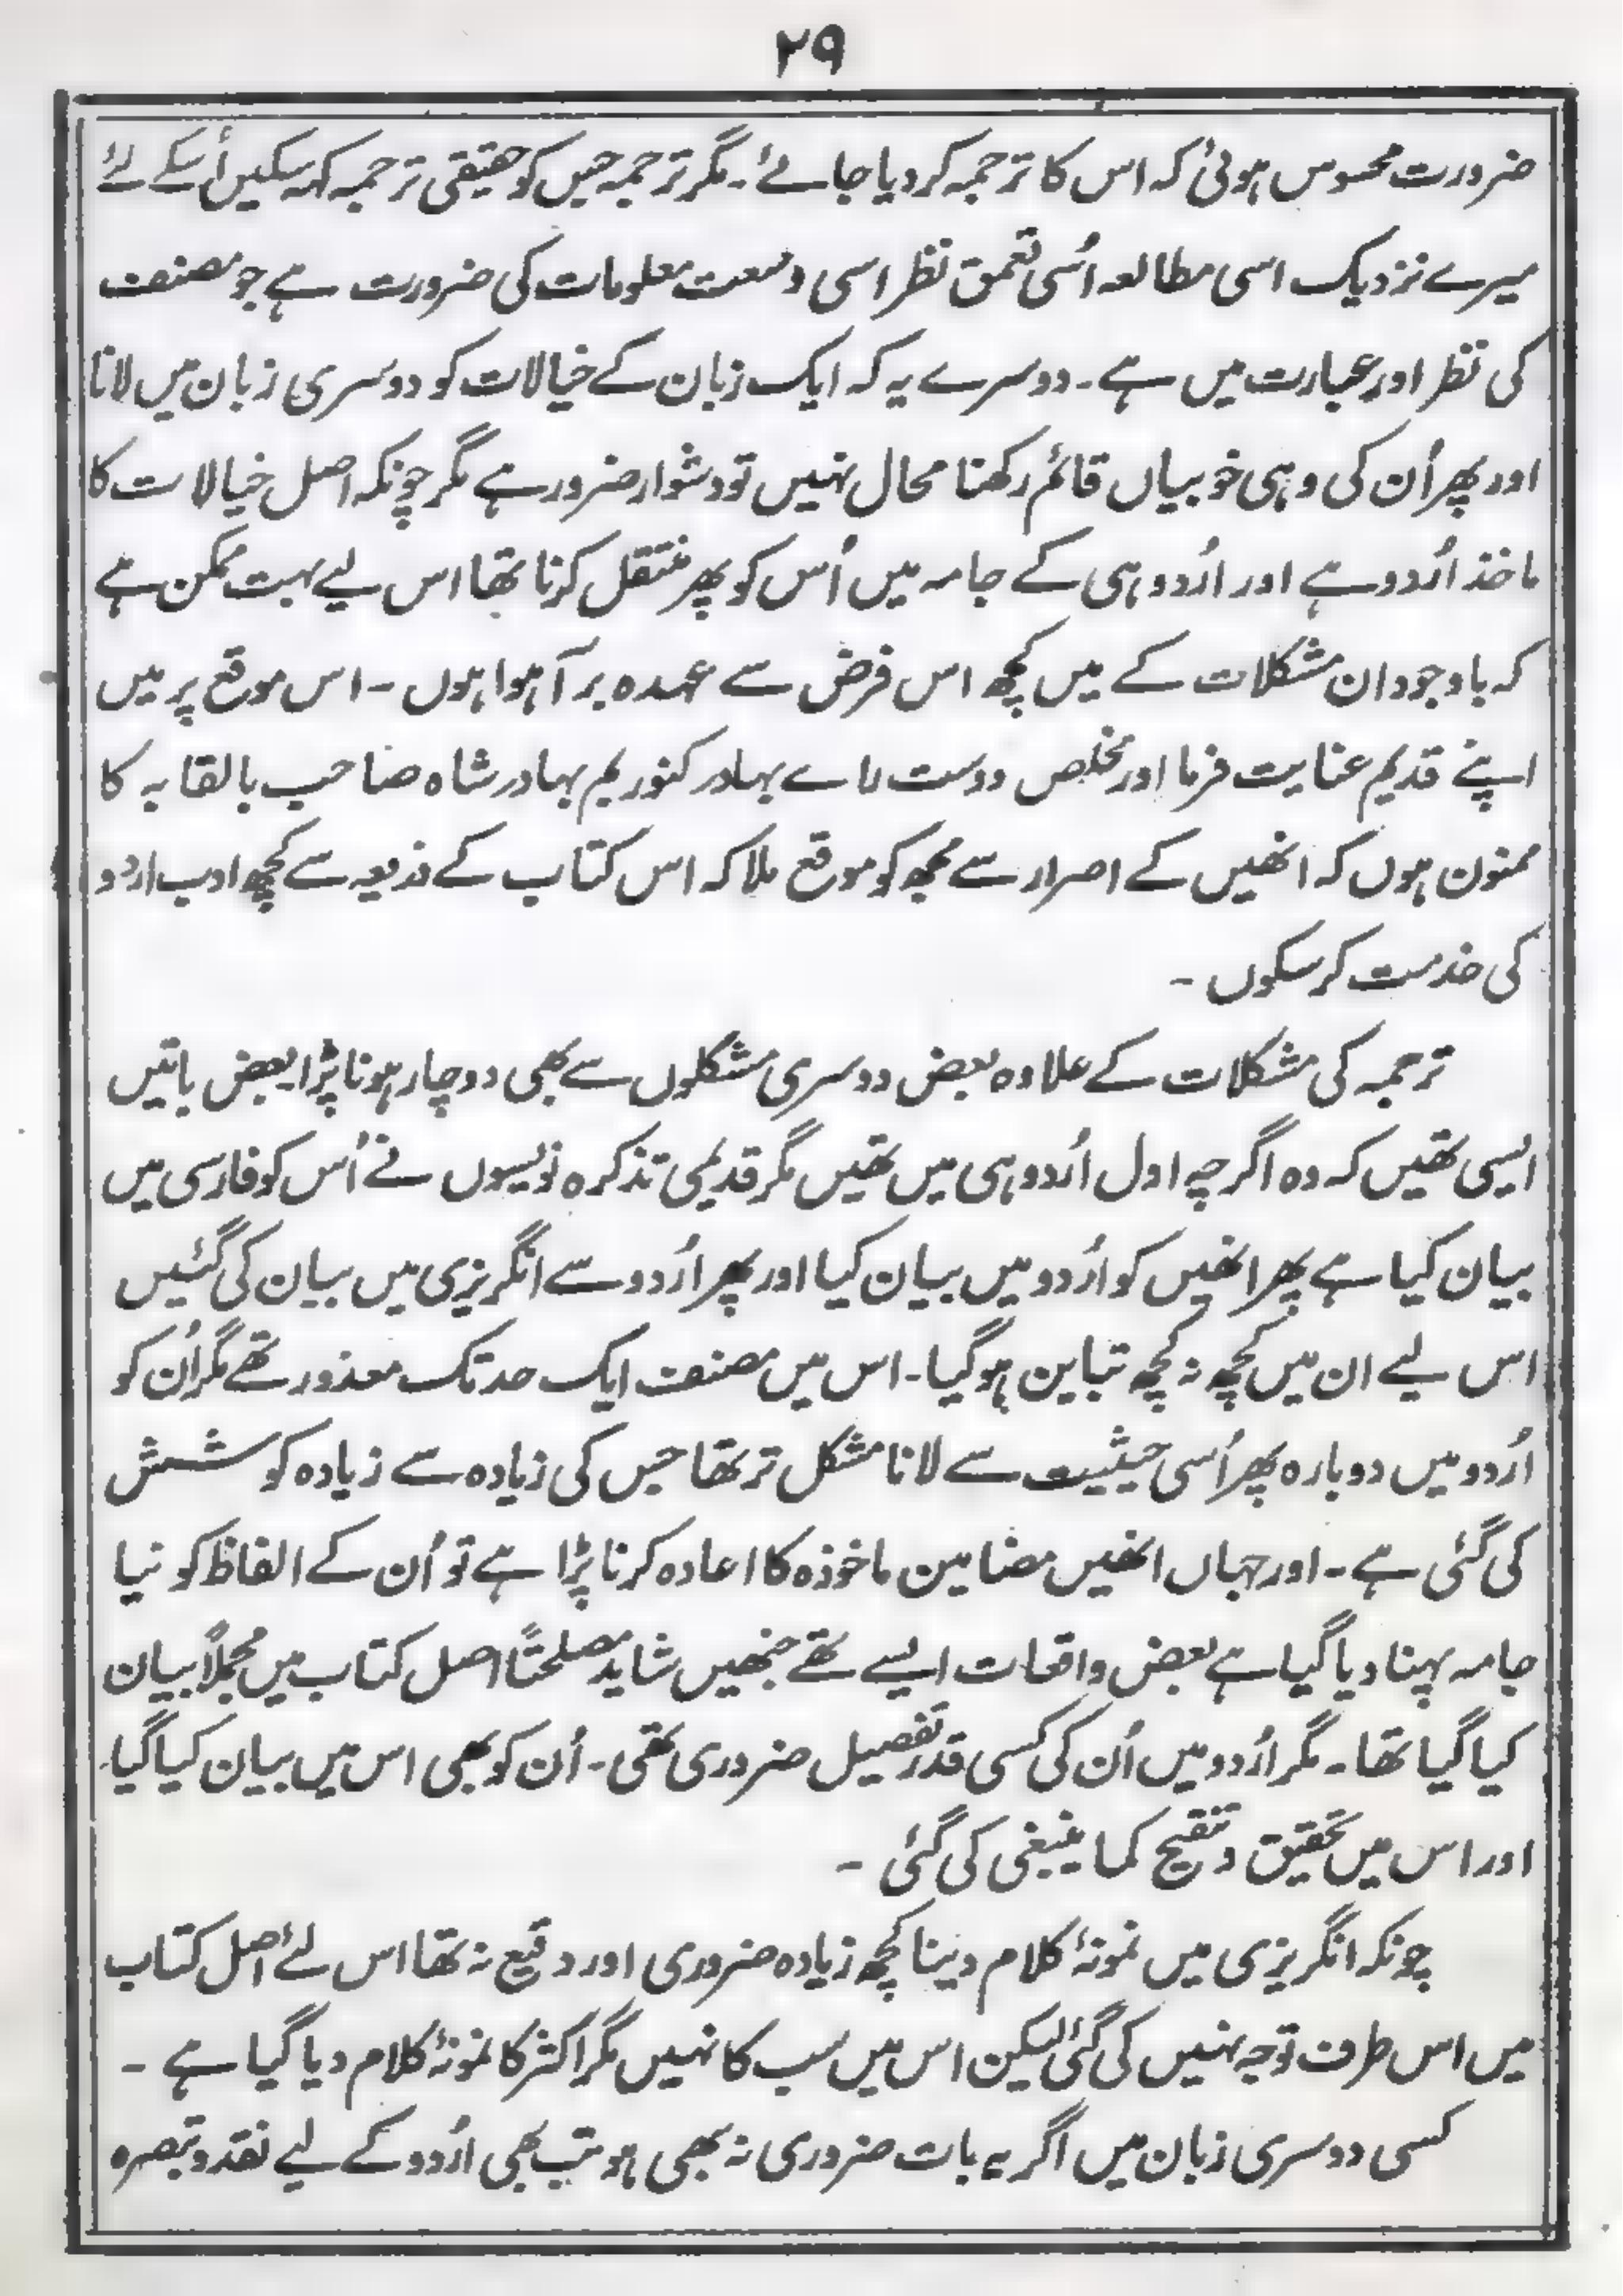 ۲۹
ضرورت محسوس ہوئی کہ اس کا ترجمہ کردیا جائے۔ مگر ترجمہ جس کو حقیقی ترجمہ کہہ سکیں اُسکے لئے
میرے نزدیک اسی مطالعہ اُسی تعمق نظر اسی وسعت معلومات کی ضرورت ہے جو مصنف
کی نظر اور عبارت میں ہے۔ دوسرے یہ کہ ایک زبان کے خیالات کو دوسری زبان میں لانا
اور پھر اُن کی وہی خوبیاں قائم رکھنا محال نہیں تو دشوار ضرور ہے مگر چونکہ اصل خیالات کا
ماخذ اُردو ہے اور اُردو ہی کے جامہ میں اُس کو پھر منتقل کرنا تھا اس لیے بہت ممکن ہے
کہ باوجود ان مشکلات کے میں کچھ اس فرض سے عہدہ بر آ ہوا ہوں ۔ اس موقع پر میں
اپنے قدیم عنایت فرما اور مخلص دوست راے بہادر کنور بم بہادر شاہ صاحب بالقابہ کا
ممنون ہوں کہ انھیں کے اصرار سے مجھ کو موقع ملا کہ اس کتاب کے ذریعہ سے کچھ ادب اردو
کی خدمت کرسکوں ۔
ترجمہ کی مشکلات کے علاوہ بعض دوسری مشکلوں سے بھی دوچار ہونا پڑا بعض باتیں
ایسی تھیں کہ وہ اگرچہ اول اُردو ہی میں تھیں مگر قدیمی تذکرہ نویسوں نے اُس کو فارسی میں
بیان کیا ہے پھر انھیں کو اُردو میں بیان کیا اور پھر اُردو سے انگریزی میں بیان کی گئیں
اس لیے ان میں کچھ نہ کچھ تباین ہوگیا۔ اس میں مصنف ایک حد تک معذور تھے مگر اُن کو
اُردو میں دوبارہ پھر اُسی حیثیت سے لانا مشکل تر تھا جس کی زیادہ سے زیادہ کوشش
کی گئی ہے۔ اور جہاں انھیں مضامین ماخوذہ کا اعادہ کرنا پڑا ہے تو اُن کے الفاظ کو نیا
جامہ پہنا دیا گیا ہے بعض واقعات ایسے تھے جنھیں شاید مصلحتاً اصل کتاب میں مجملاً بیان
کیا گیا تھا۔ مگر اُردو میں اُن کی کسی قدر تفصیل ضروری تھی۔ اُن کو بھی اس میں بیان کیا گیا۔
اور اس میں تحقیق و تنقیح کما ینبغی کی گئی ۔
چونکہ انگریزی میں نمونۂ کلام دینا کچھ زیادہ ضروری اور وقیع نہ تھا اس لئے اصل کتاب
میں اس طرف توجہ نہیں کی گئی لیکن اس میں سب کا نہیں مگر اکثر کا نمونۂ کلام دیا گیا ہے ۔
کسی دوسری زبان میں اگر یہ بات ضروری نہ بھی ہو تب بھی اُردو کے لیے نقد و تبصرہ